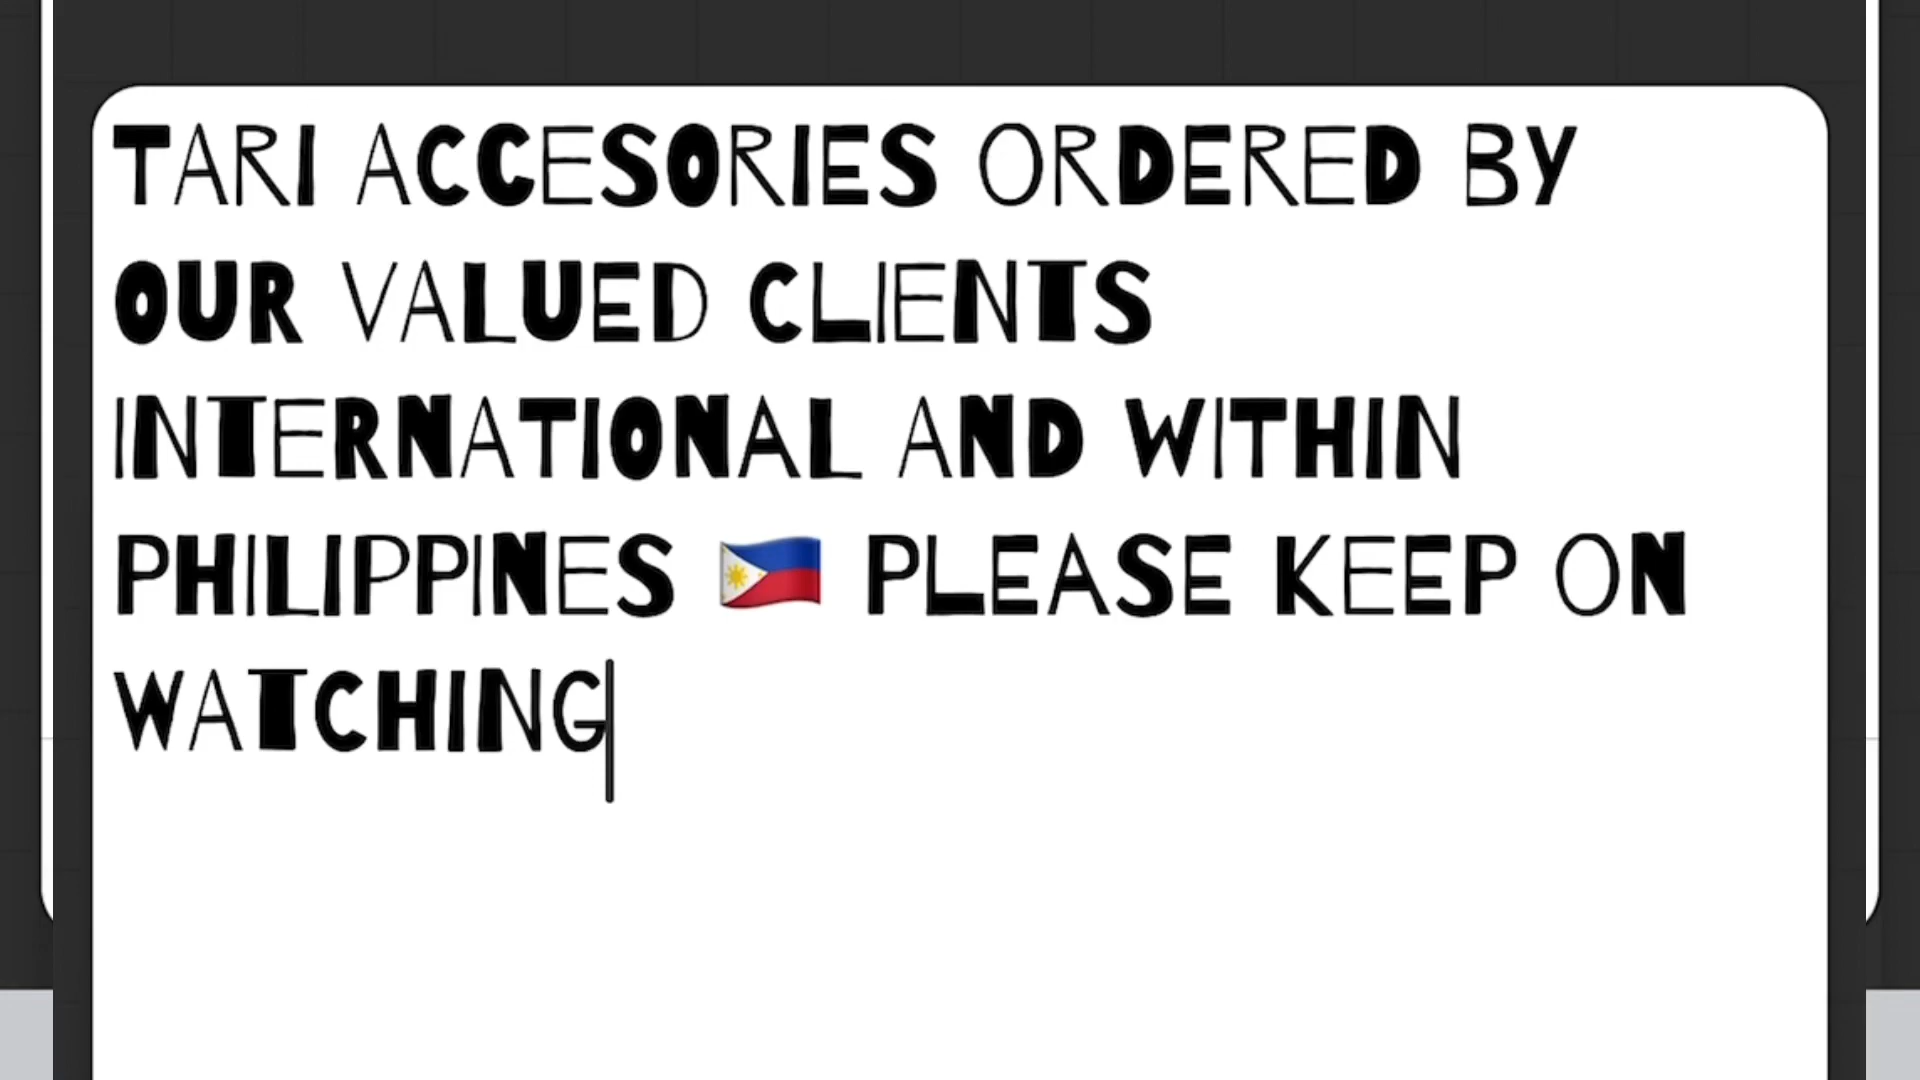 TARI ACCESORIES ORDERED BY
OUR VALUED CLIENTS
INTERNATIONAL AND WITHIN
PHILIPPINES 🇵🇭 PLEASE KEEP ON
WATCHING